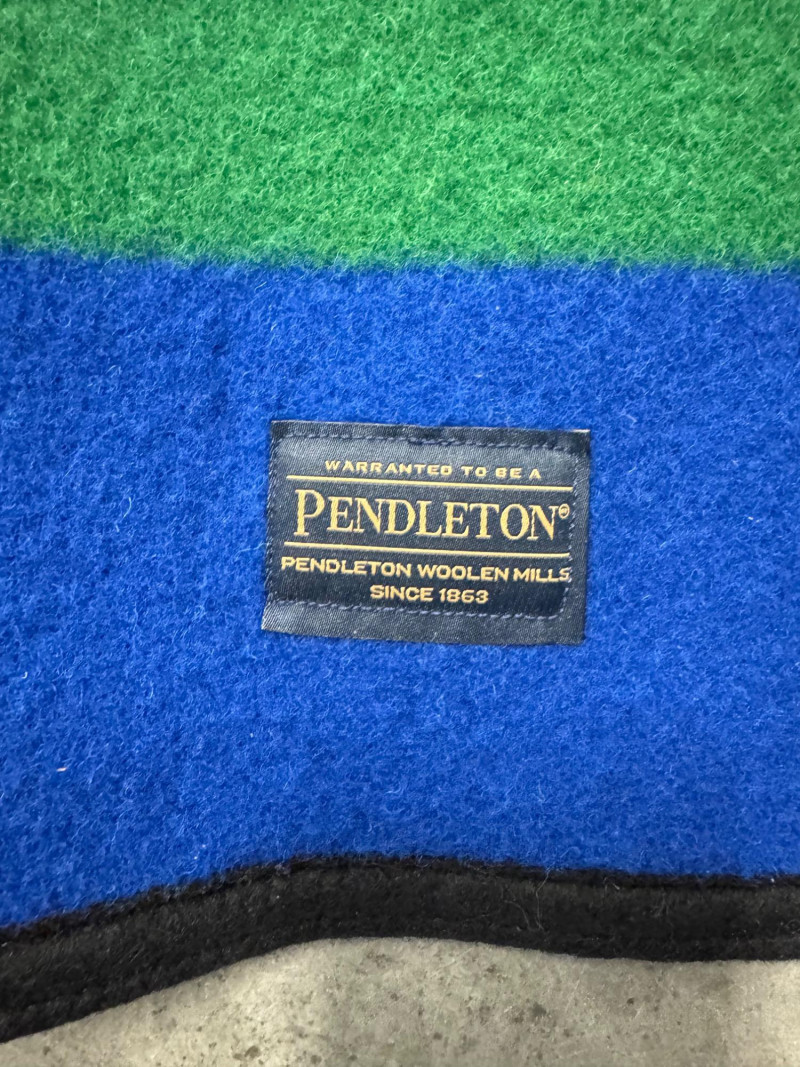 WARRANTED TO BE A
PENDLETON®
PENDLETON WOOLEN MILLS
SINCE 1863